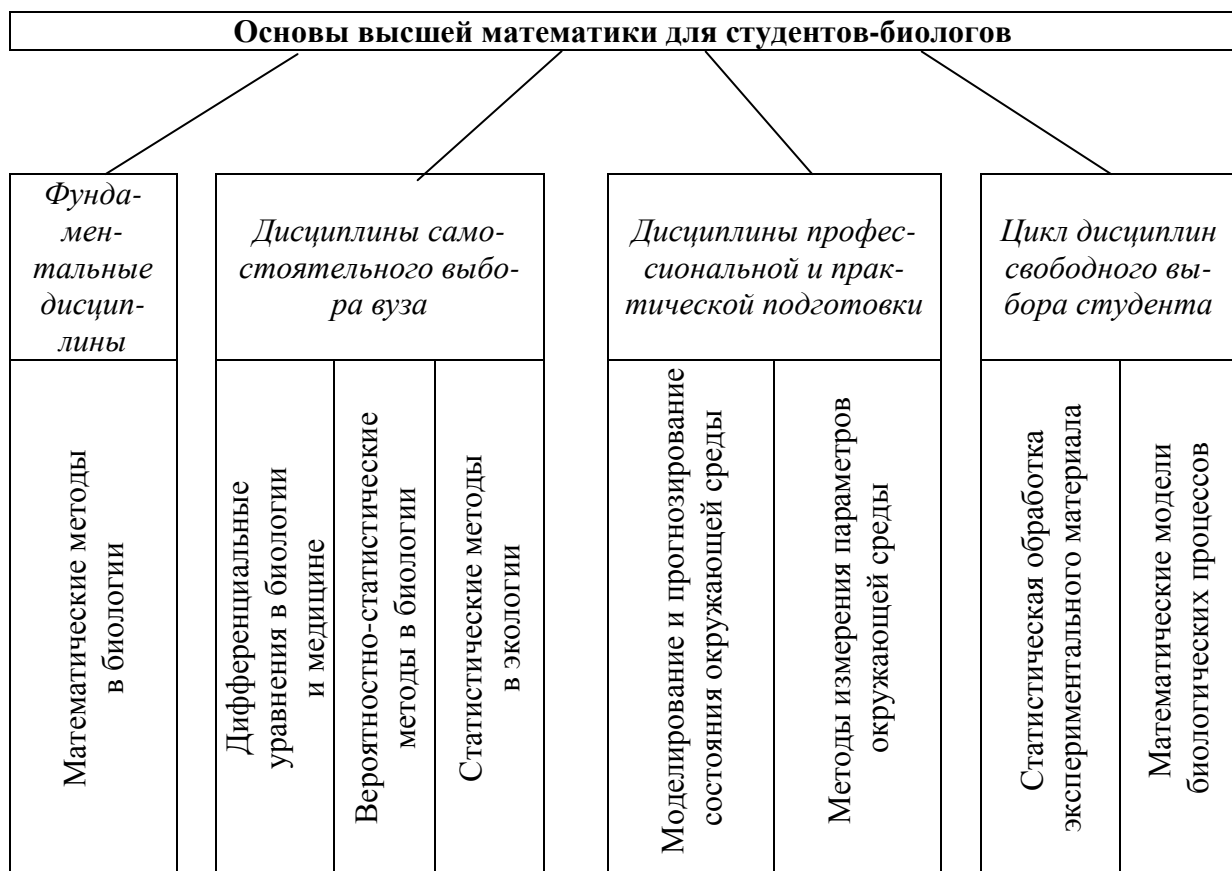 Основы высшей математики для студентов-биологов
Фунда-
мен-
тальные
дисцип-
лины
Дисциплины само-
стоятельного выбо-
ра вуза
Дисциплины профес-
сиональной и прак-
тической подготовки
Цикл дисциплин
свободного вы-
бора студента
Математические методы
в биологии
Дифференциальные
уравнения в биологии
и медицине
Вероятностно-статистические
методы в биологии
Статистические методы
в экологии
Моделирование и прогнозирование
состояния окружающей среды
Методы измерения параметров
окружающей среды
Статистическая обработка
экспериментального материала
Математические модели
биологических процессов